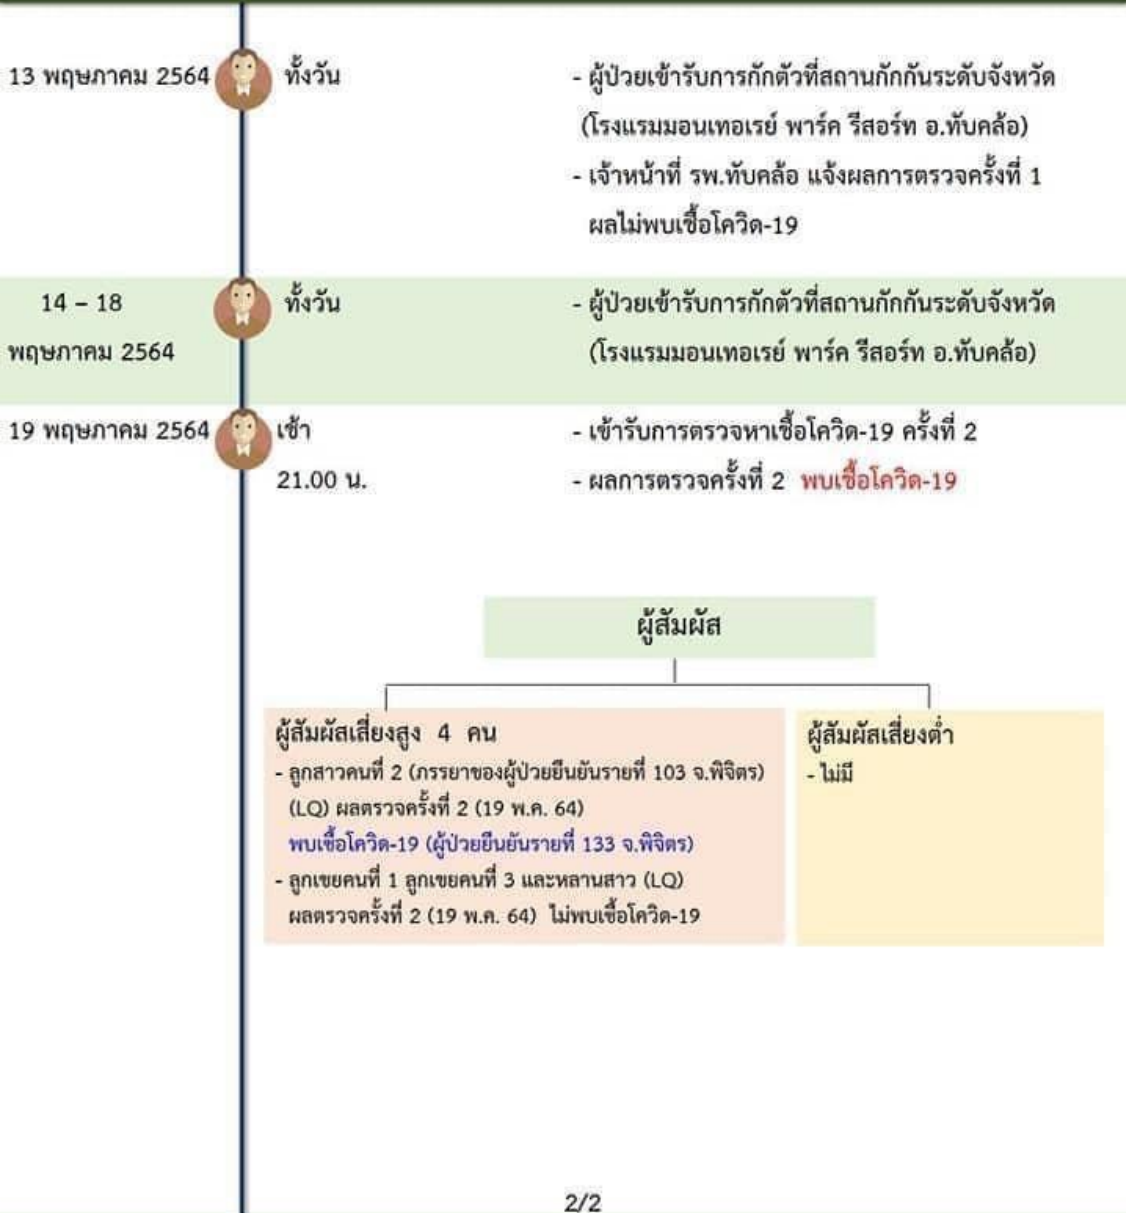 13 พฤษภาคม 2564 ทั้งวัน - ผู้ป่วยเข้ารับการกักตัวที่สถานกักกันระดับจังหวัด
(โรงแรมมอนเทอเรย์ พาร์ค รีสอร์ท อ.ทับคล้อ)
- เจ้าหน้าที่ รพ.ทับคล้อ แจ้งผลการตรวจครั้งที่ 1
ผลไม่พบเชื้อโควิด-19
14 – 18 ทั้งวัน - ผู้ป่วยเข้ารับการกักตัวที่สถานกักกันระดับจังหวัด
พฤษภาคม 2564 (โรงแรมมอนเทอเรย์ พาร์ค รีสอร์ท อ.ทับคล้อ)
19 พฤษภาคม 2564 เช้า - เข้ารับการตรวจหาเชื้อโควิด-19 ครั้งที่ 2
21.00 น. - ผลการตรวจครั้งที่ 2 พบเชื้อโควิด-19
ผู้สัมผัส
ผู้สัมผัสเสี่ยงสูง 4 คน
- ลูกสาวคนที่ 2 (ภรรยาของผู้ป่วยยืนยันรายที่ 103 จ.พิจิตร)
(LQ) ผลตรวจครั้งที่ 2 (19 พ.ค. 64)
พบเชื้อโควิด-19 (ผู้ป่วยยืนยันรายที่ 133 จ.พิจิตร)
- ลูกเขยคนที่ 1 ลูกเขยคนที่ 3 และหลานสาว (LQ)
ผลตรวจครั้งที่ 2 (19 พ.ค. 64) ไม่พบเชื้อโควิด-19
ผู้สัมผัสเสี่ยงต่ำ
- ไม่มี
2/2